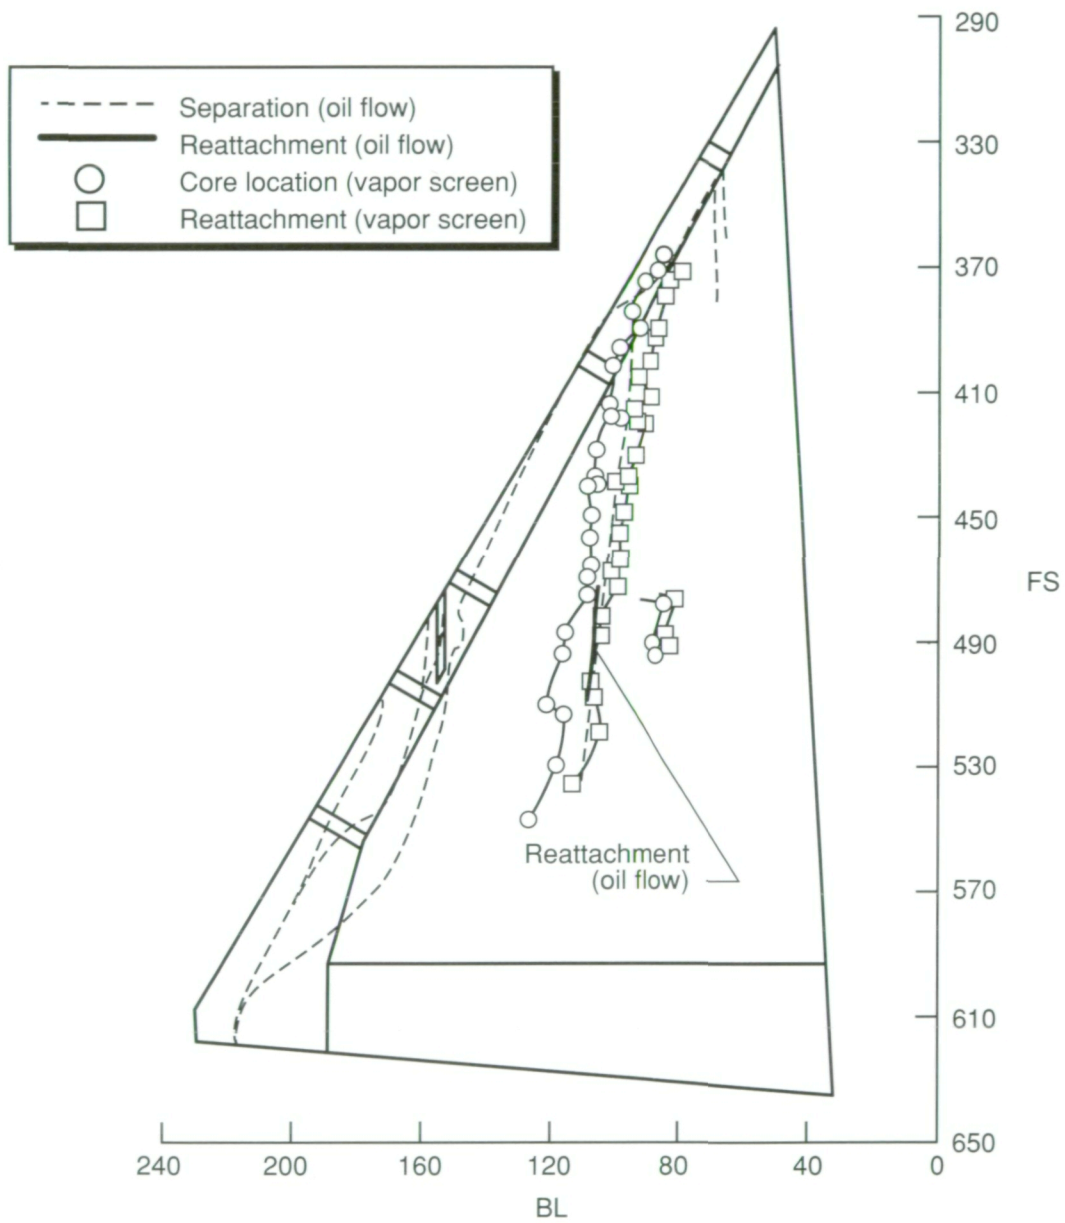 Separation (oil flow)
Reattachment (oil flow)
Core location (vapor screen)
Reattachment (vapor screen)
290
330
370
410
450
FS
490
530
Reattachment
(oil flow)
570
610
650
240 200 160 120 80 40 0
BL